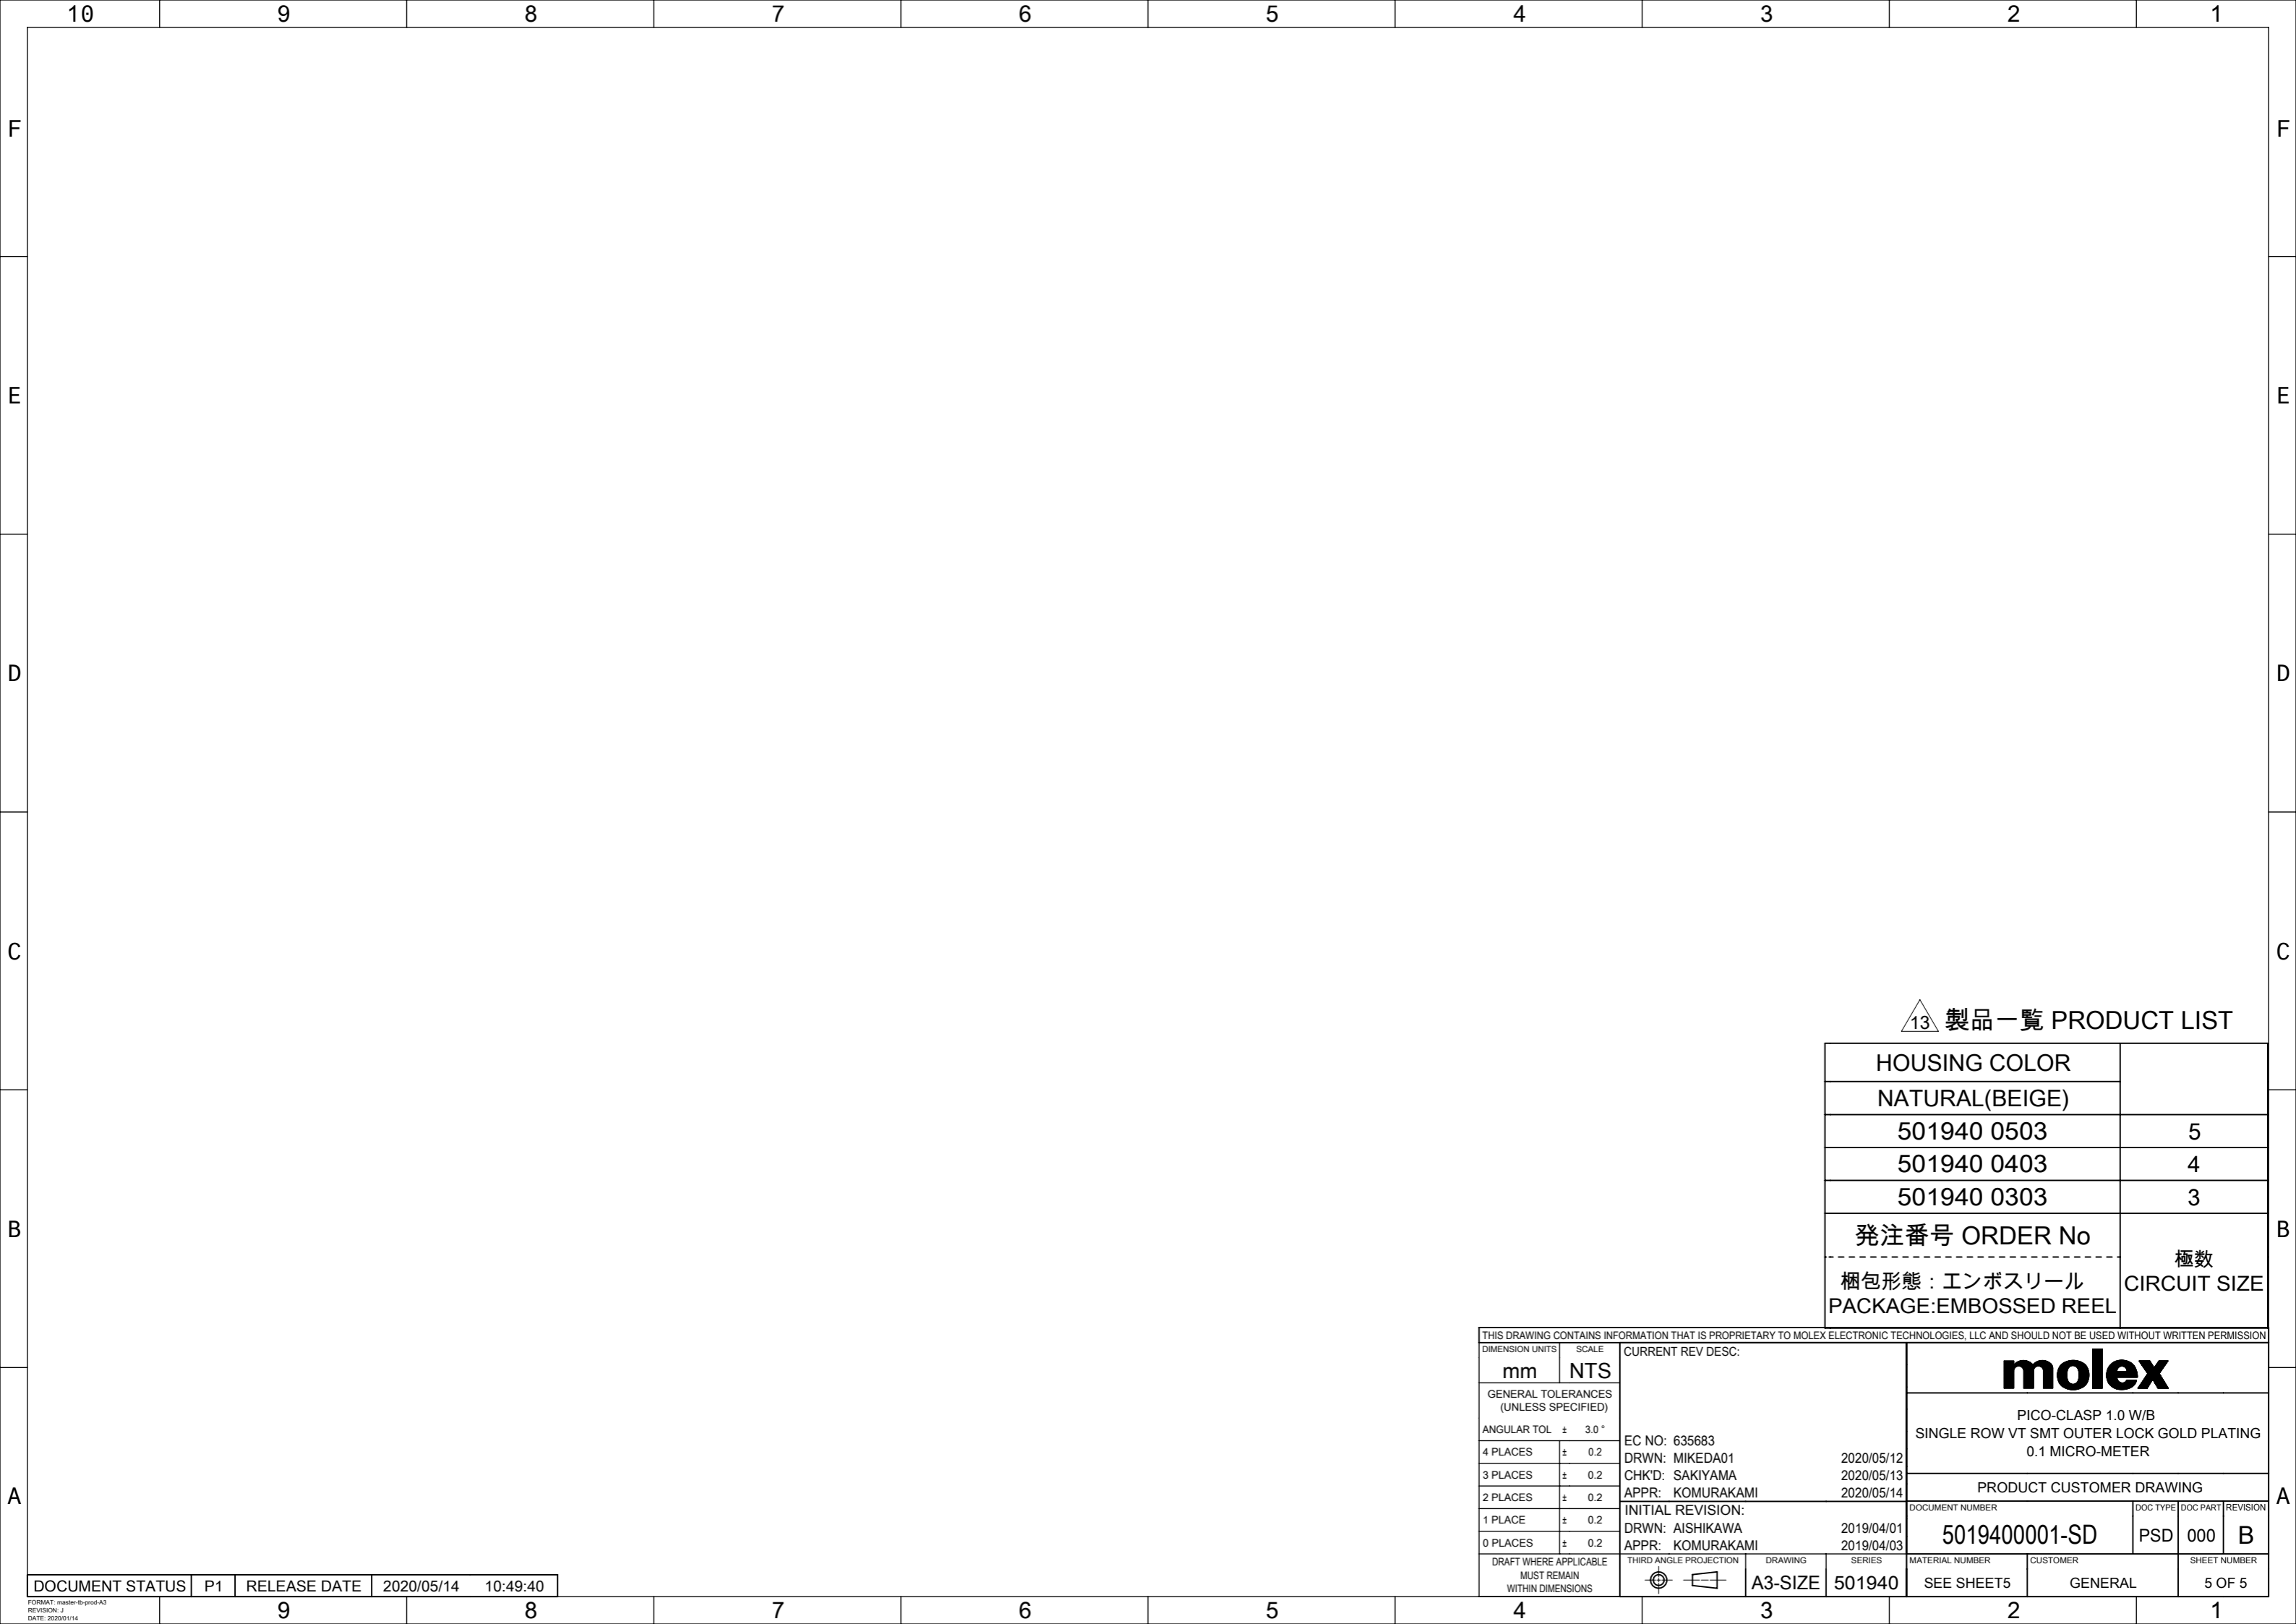 10 9 8 7 6 5 4 3 2 1
F F
E E
D D
C C
13 製品一覧 PRODUCT LIST
HOUSING COLOR
NATURAL(BEIGE)
501940 0503 5
501940 0403 4
501940 0303 3
B B
発注番号 ORDER No
梱包形態：エンボスリール
PACKAGE:EMBOSSED REEL
極数
CIRCUIT SIZE
THIS DRAWING CONTAINS INFORMATION THAT IS PROPRIETARY TO MOLEX ELECTRONIC TECHNOLOGIES, LLC AND SHOULD NOT BE USED WITHOUT WRITTEN PERMISSION
DIMENSION UNITS SCALE
mm NTS
GENERAL TOLERANCES
(UNLESS SPECIFIED)
ANGULAR TOL ± 3.0 °
4 PLACES ± 0.2
3 PLACES ± 0.2
2 PLACES ± 0.2
1 PLACE ± 0.2
0 PLACES ± 0.2
DRAFT WHERE APPLICABLE
MUST REMAIN
WITHIN DIMENSIONS
CURRENT REV DESC:
EC NO: 635683
DRWN: MIKEDA01 2020/05/12
CHK'D: SAKIYAMA 2020/05/13
APPR: KOMURAKAMI 2020/05/14
INITIAL REVISION:
DRWN: AISHIKAWA 2019/04/01
APPR: KOMURAKAMI 2019/04/03
THIRD ANGLE PROJECTION DRAWING SERIES
A3-SIZE 501940
molex
PICO-CLASP 1.0 W/B
SINGLE ROW VT SMT OUTER LOCK GOLD PLATING
0.1 MICRO-METER
PRODUCT CUSTOMER DRAWING
DOCUMENT NUMBER DOC TYPE DOC PART REVISION
5019400001-SD PSD 000 B
MATERIAL NUMBER CUSTOMER SHEET NUMBER
SEE SHEET5 GENERAL 5 OF 5
A A
DOCUMENT STATUS P1 RELEASE DATE 2020/05/14 10:49:40
FORMAT: master-tb-prod-A3
REVISION: J
DATE: 2020/01/14
9 8 7 6 5 4 3 2 1